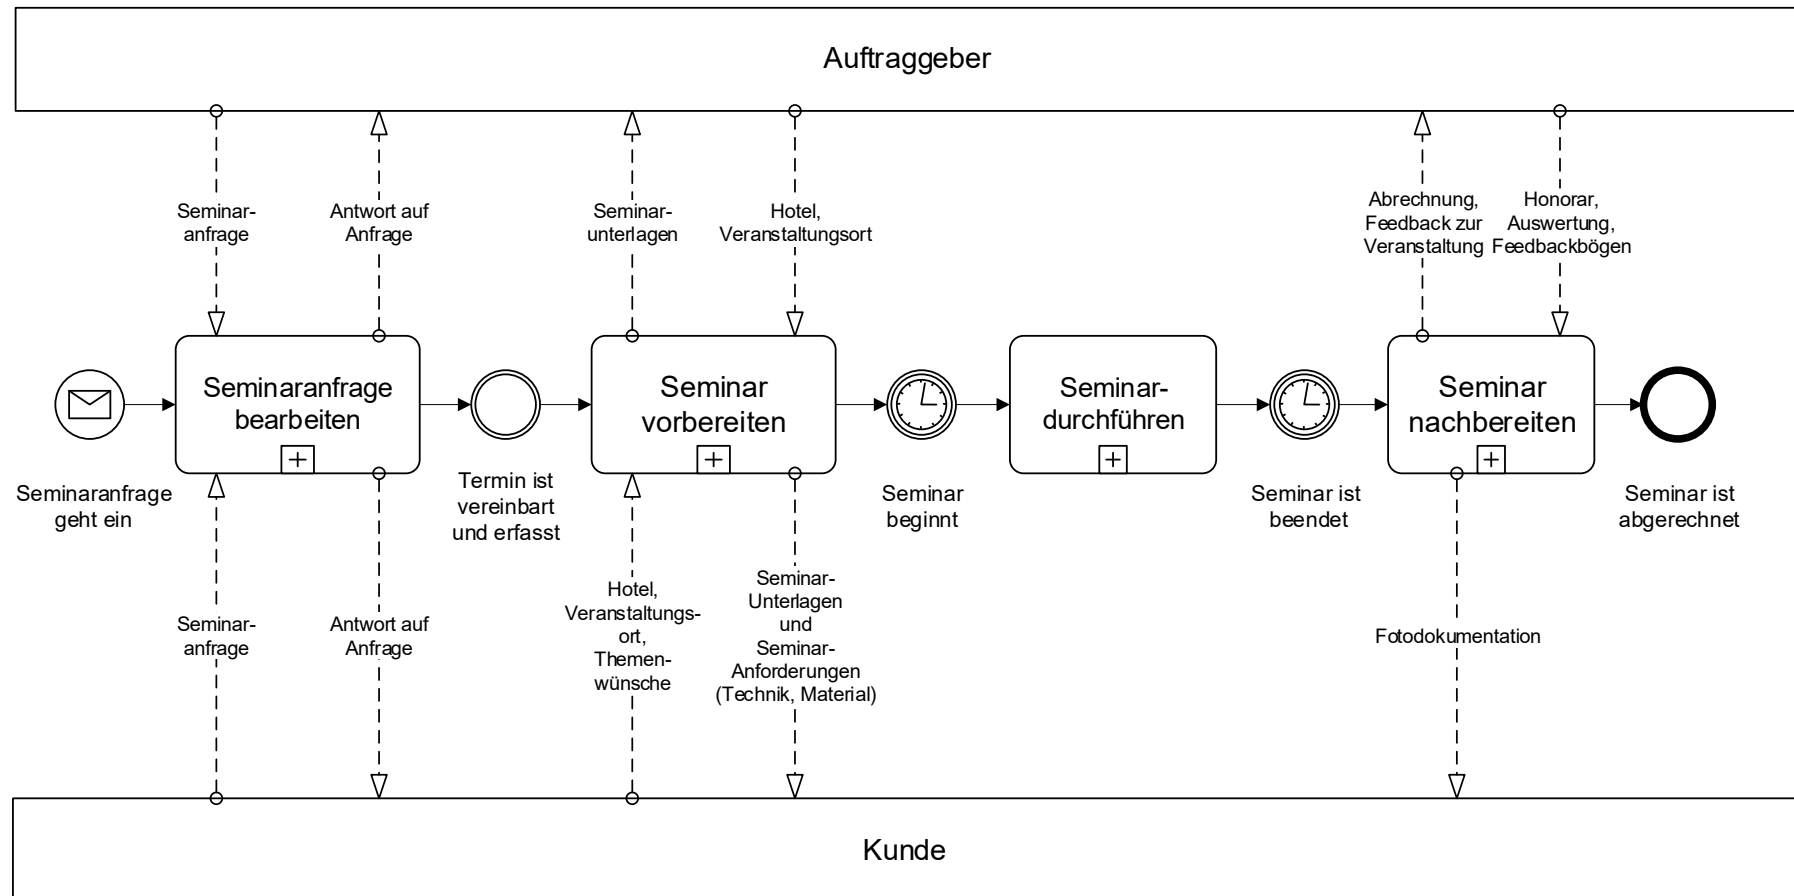 Auftraggeber
Seminar-
anfrage
Antwort auf
Anfrage
Seminar-
unterlagen
Hotel,
Veranstaltungsort
Abrechnung,
Feedback zur
Veranstaltung
Honorar,
Auswertung,
Feedbackbögen
Seminaranfrage
geht ein
Seminaranfrage
bearbeiten
Termin ist
vereinbart
und erfasst
Seminar
vorbereiten
Seminar
beginnt
Seminar-
durchführen
Seminar ist
beendet
Seminar
nachbereiten
Seminar ist
abgerechnet
Seminar-
anfrage
Antwort auf
Anfrage
Hotel,
Veranstaltungs-
ort,
Themen-
wünsche
Seminar-
Unterlagen
und
Seminar-
Anforderungen
(Technik, Material)
Fotodokumentation
Kunde